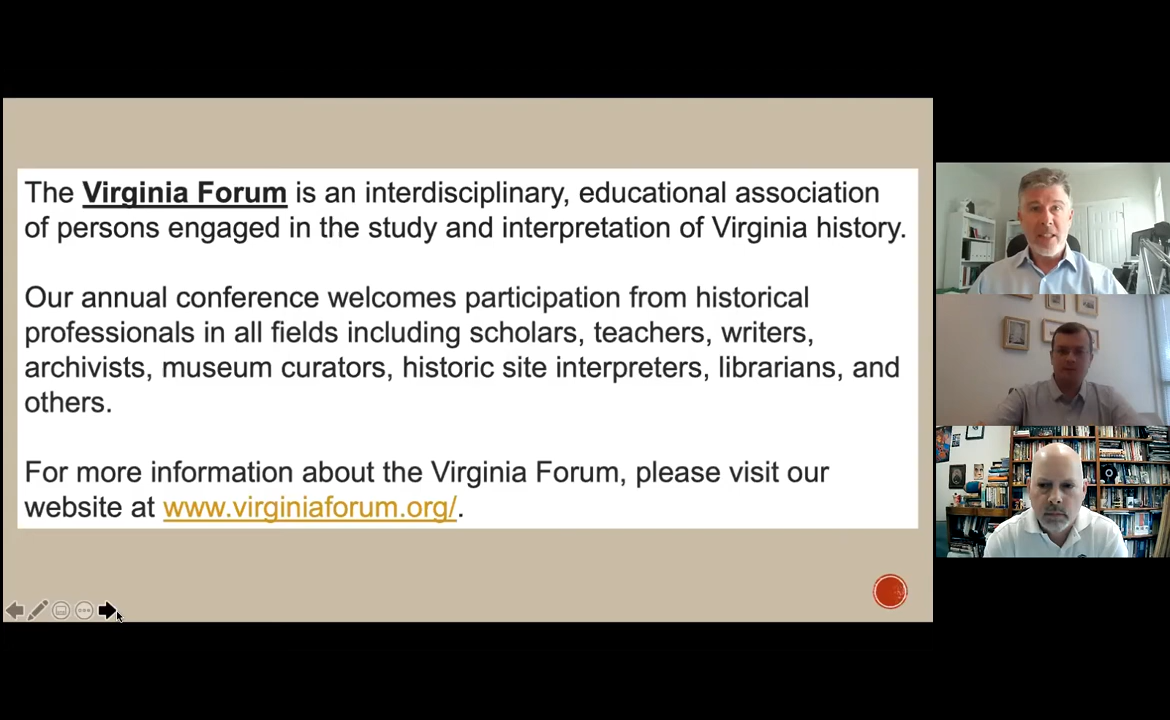 The Virginia Forum is an interdisciplinary, educational association
of persons engaged in the study and interpretation of Virginia history.
Our annual conference welcomes participation from historical
professionals in all fields including scholars, teachers, writers,
archivists, museum curators, historic site interpreters, librarians, and
others.
For more information about the Virginia Forum, please visit our
website at www.virginiaforum.org/.